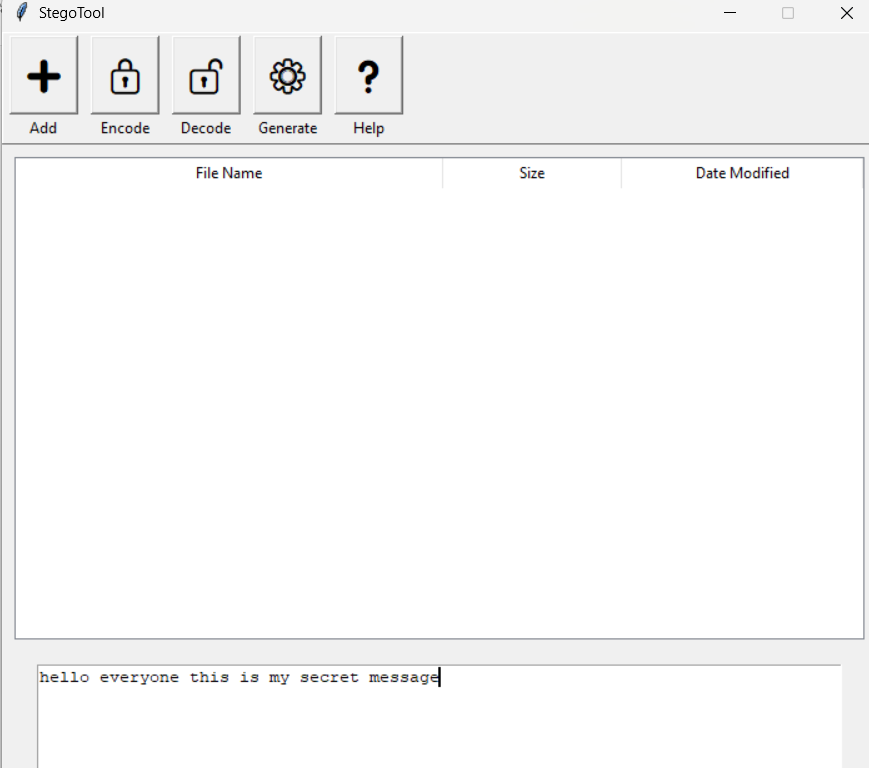 StegoTool
Add Encode Decode Generate Help
File Name Size Date Modified
hello everyone this is my secret message